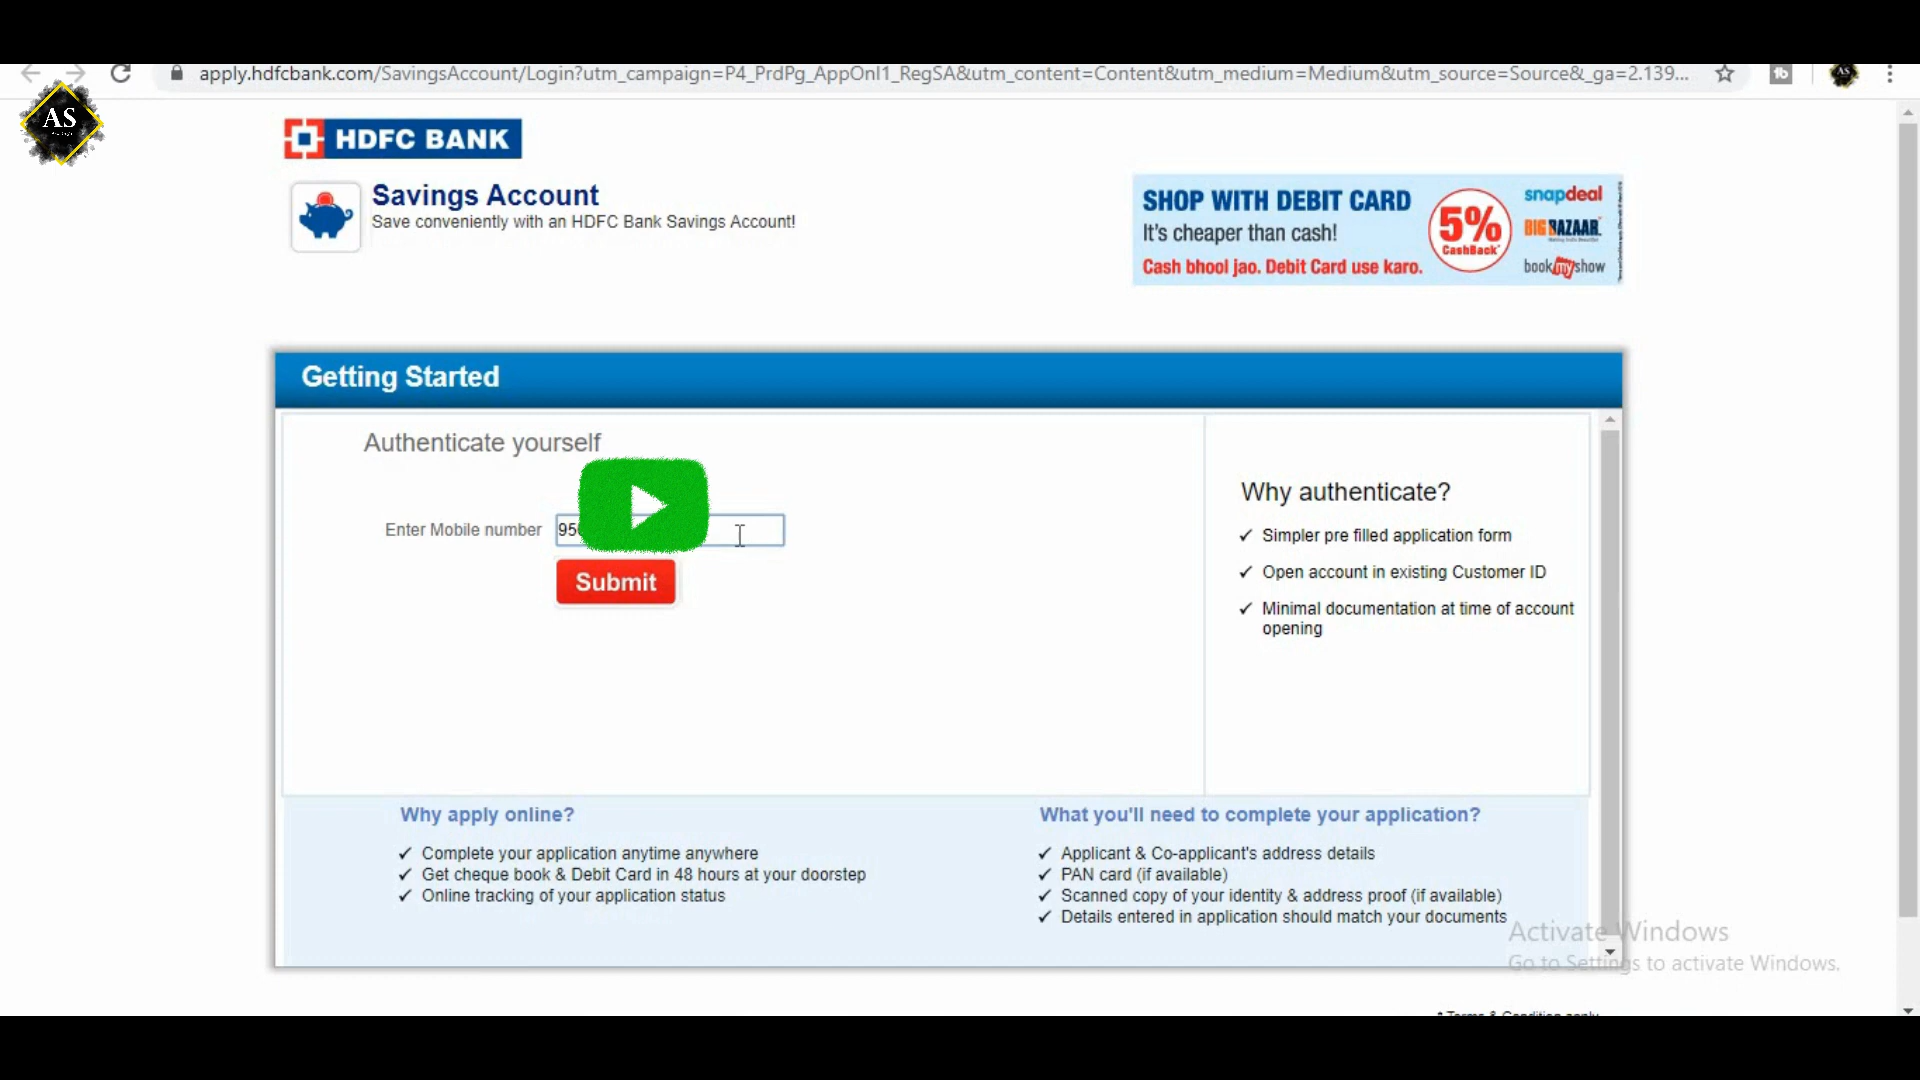 apply.hdfcbank.com/SavingsAccount/Login?utm_campaign=P4_PrdPg_AppOnl1_RegSA&utm_content=Content&utm_medium=Medium&utm_source=Source&_ga=2.139...
AS
HDFC BANK
Savings Account
Save conveniently with an HDFC Bank Savings Account!
SHOP WITH DEBIT CARD
It's cheaper than cash!
Cash bhool jao. Debit Card use karo.
5%
CashBack*
snapdeal
BIG BAZAAR
bookmyshow
Getting Started
Authenticate yourself
Enter Mobile number
Submit
Why authenticate?
✓ Simpler pre filled application form
✓ Open account in existing Customer ID
✓ Minimal documentation at time of account
opening
Why apply online?
✓ Complete your application anytime anywhere
✓ Get cheque book & Debit Card in 48 hours at your doorstep
✓ Online tracking of your application status
What you'll need to complete your application?
✓ Applicant & Co-applicant's address details
✓ PAN card (if available)
✓ Scanned copy of your identity & address proof (if available)
✓ Details entered in application should match your documents
Activate Windows
Go to Settings to activate Windows.
* Terms & Condition apply